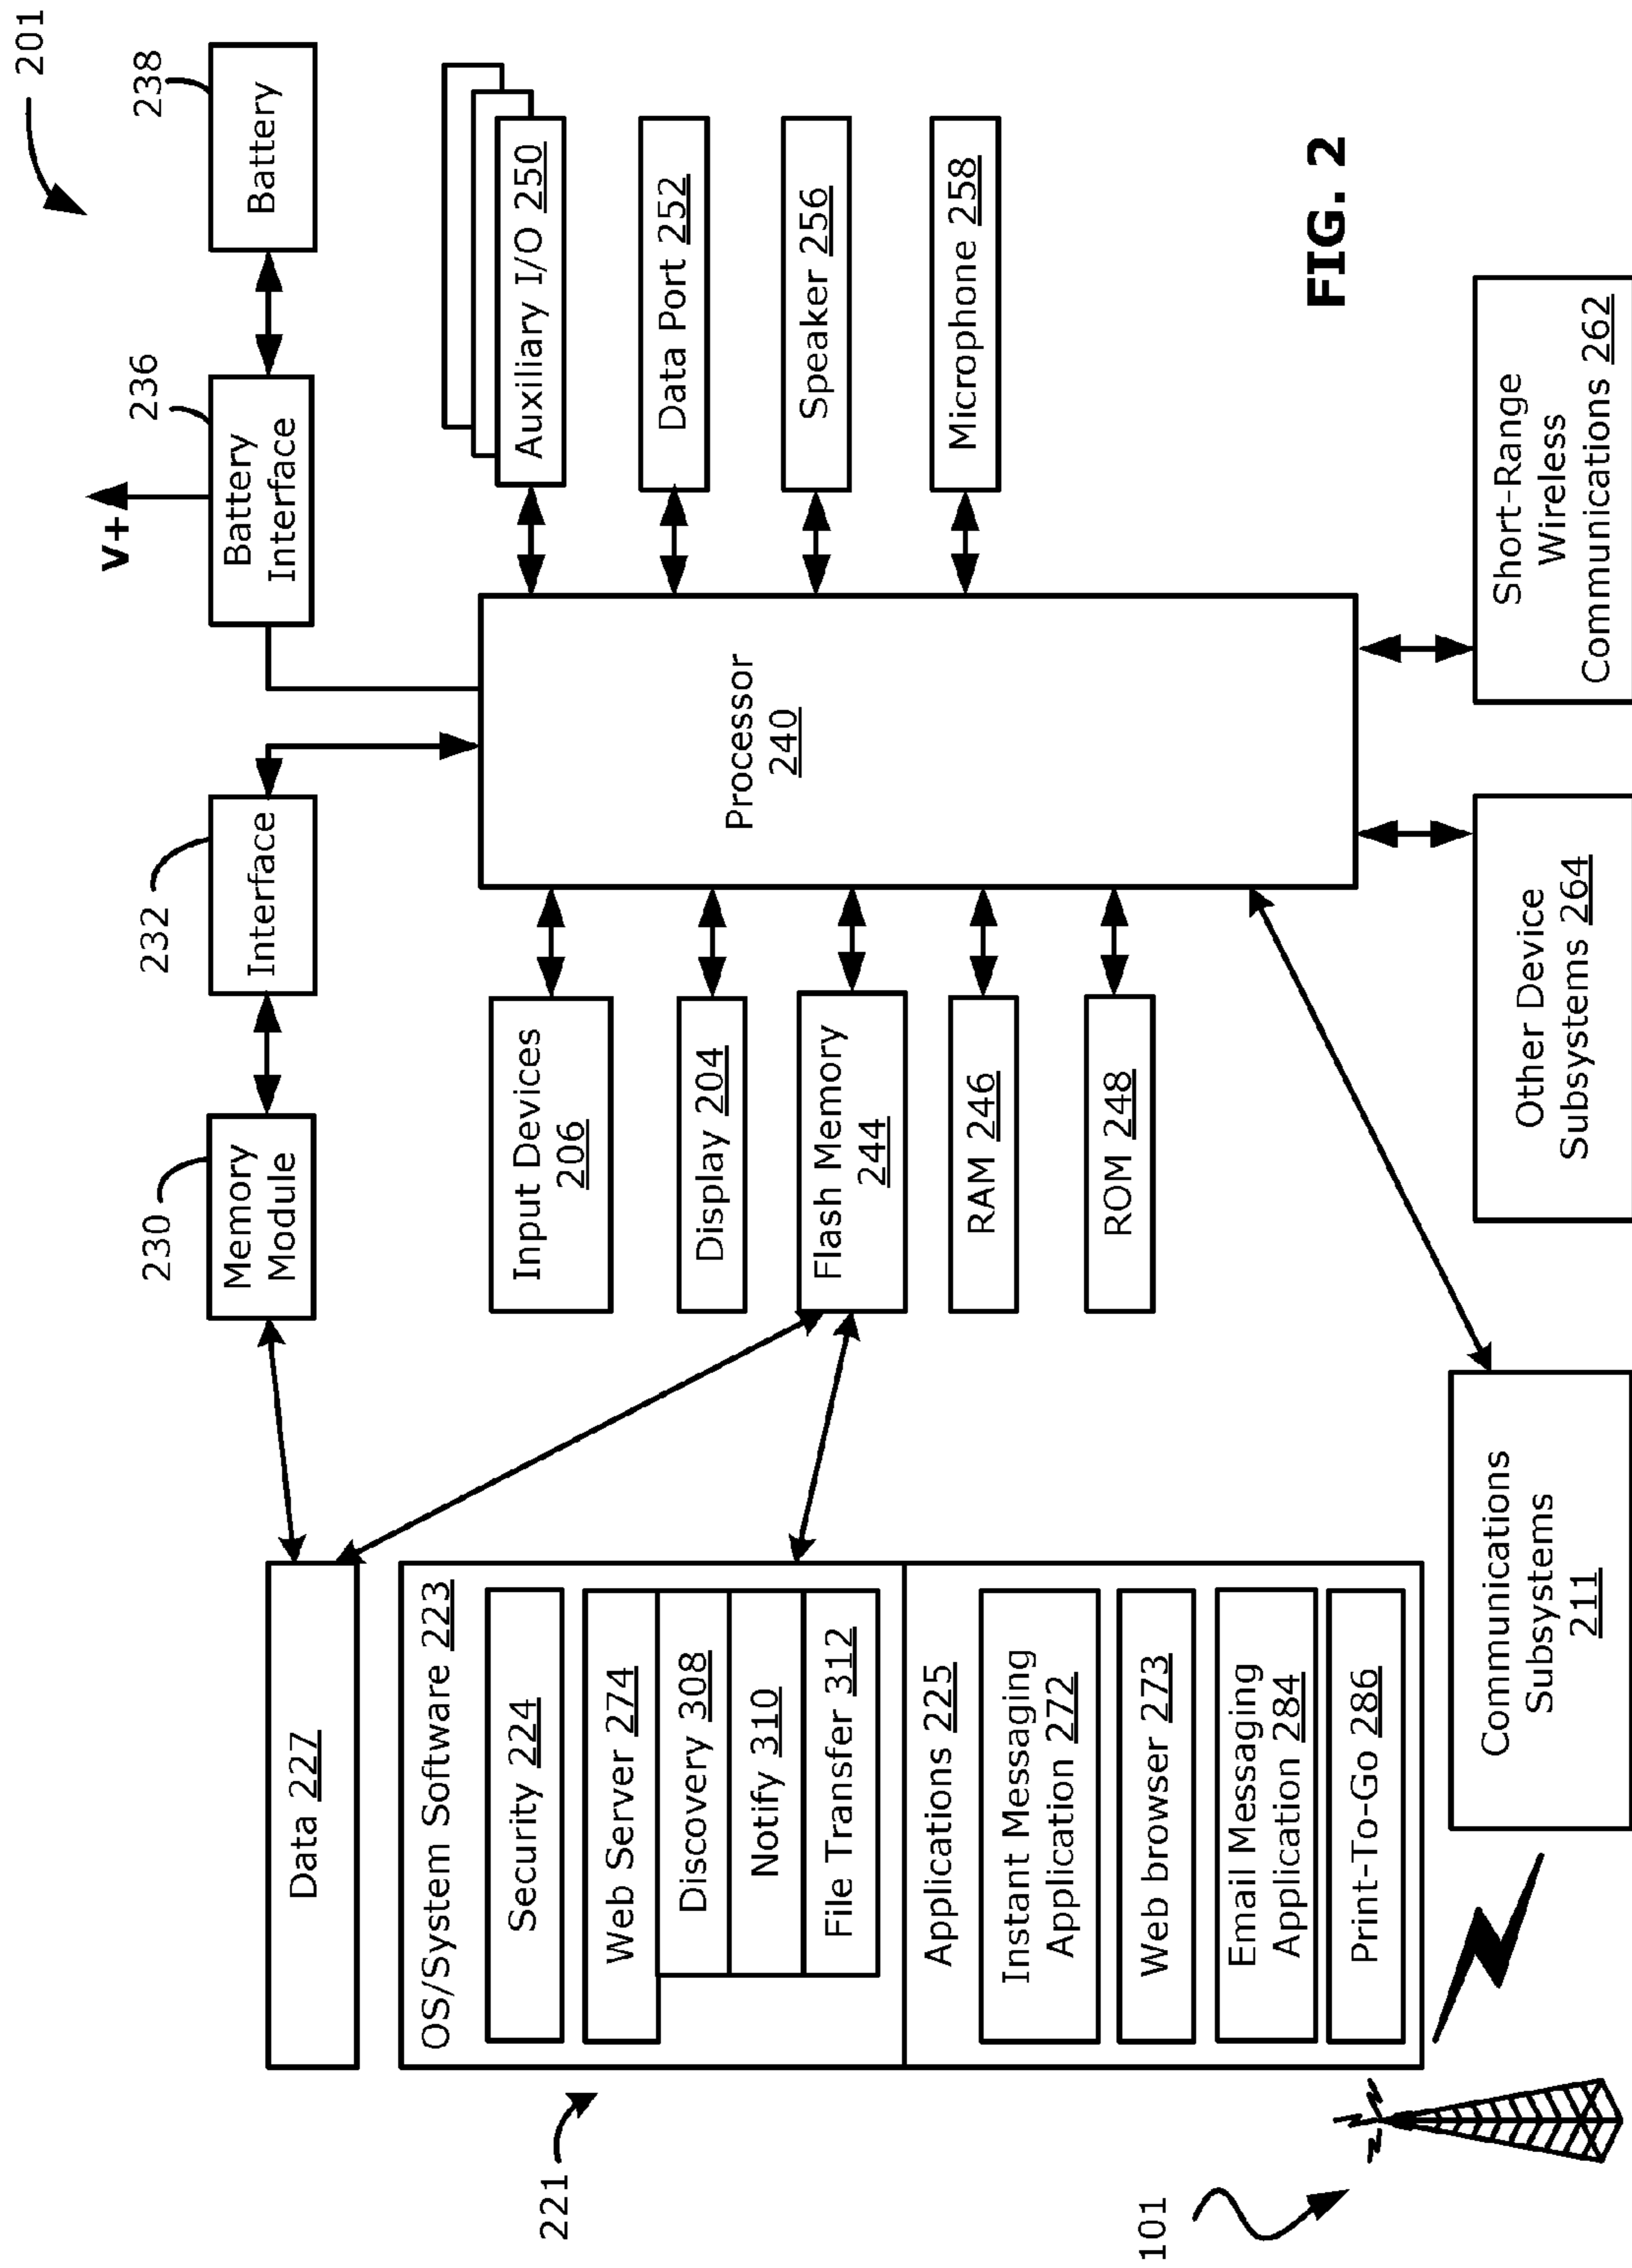 201
230
232
236
238
V+
Memory
Module
Interface
Battery
Interface
Battery
Data 227
OS/System Software 223
Security 224
Web Server 274
Discovery 308
Notify 310
File Transfer 312
Applications 225
Instant Messaging
Application 272
Web browser 273
Email Messaging
Application 284
Print-To-Go 286
221
Input Devices
206
Display 204
Flash Memory
244
RAM 246
ROM 248
Processor
240
Auxiliary I/O 250
Data Port 252
Speaker 256
Microphone 258
101
Communications
Subsystems
211
Other Device
Subsystems 264
Short-Range
Wireless
Communications 262
FIG. 2